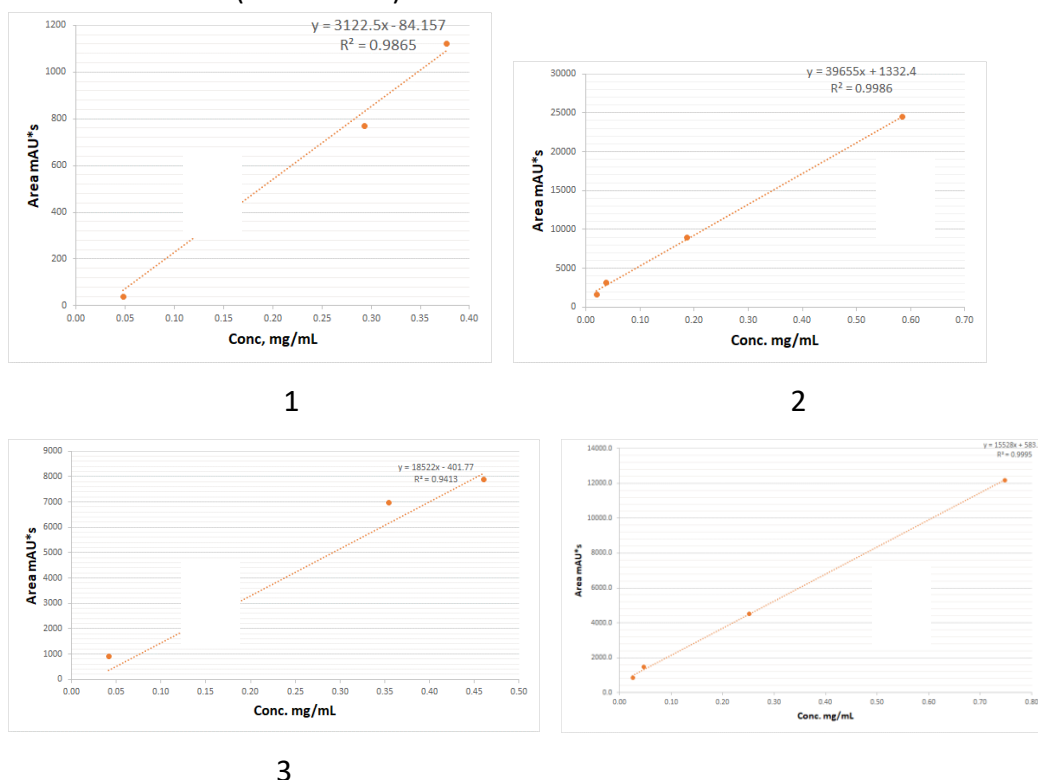 y = 3122.5x - 84.157
R² = 0.9865
1200
1000
800
600
400
200
0
Area mAU*s
0.00 0.05 0.10 0.15 0.20 0.25 0.30 0.35 0.40
Conc, mg/mL
1
y = 39655x + 1332.4
R² = 0.9986
30000
25000
20000
15000
10000
5000
0
Area mAU*s
0.00 0.10 0.20 0.30 0.40 0.50 0.60 0.70
Conc. mg/mL
2
y = 18522x - 401.77
R² = 0.9413
9000
8000
7000
6000
5000
4000
3000
2000
1000
0
Area mAU*s
0.00 0.05 0.10 0.15 0.20 0.25 0.30 0.35 0.40 0.45 0.50
Conc. mg/mL
3
y = 15528x + 583.
R² = 0.9995
14000.0
12000.0
10000.0
8000.0
6000.0
4000.0
2000.0
0.0
Area mAU*s
0.00 0.10 0.20 0.30 0.40 0.50 0.60 0.70 0.80
Conc. mg/mL